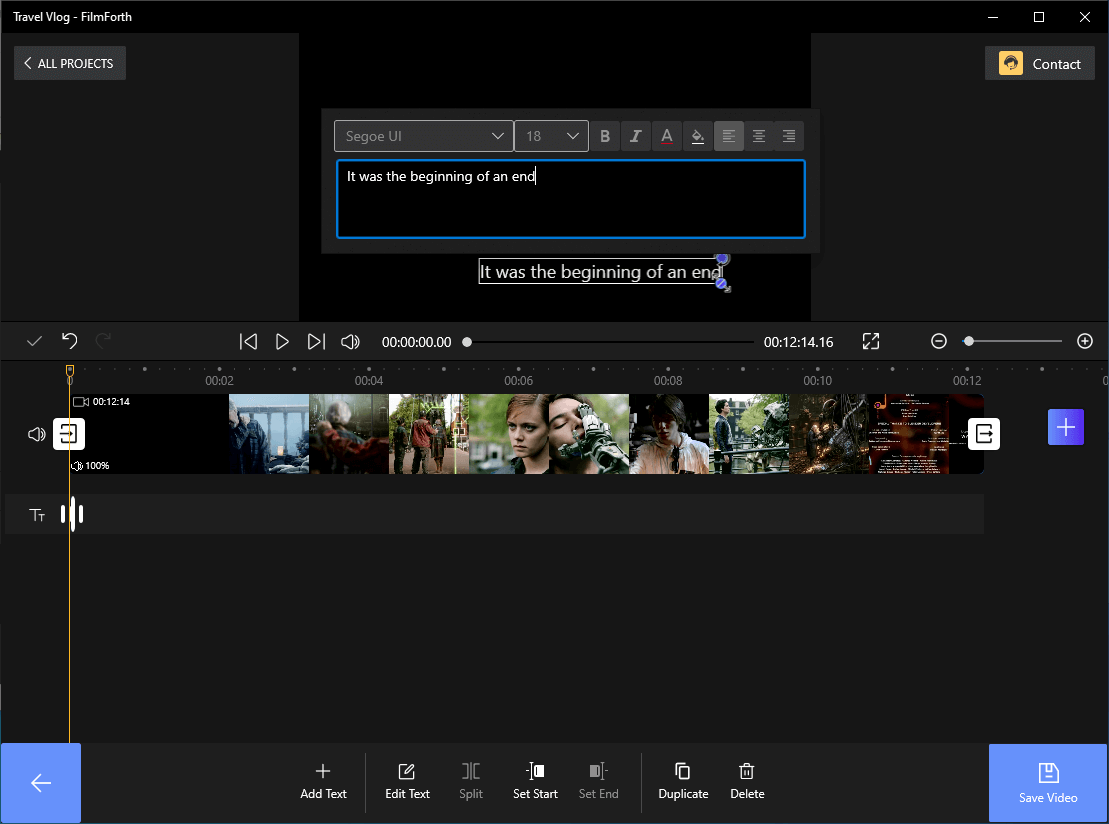 Travel Vlog - FilmForth
ALL PROJECTS
Contact
Segoe UI
18
B
I
A
It was the beginning of an end
It was the beginning of an end
00:00:00.00
00:12:14.16
0
00:02
00:04
00:06
00:08
00:10
00:12
0
00:12:14
100%
TT
Add Text
Edit Text
Split
Set Start
Set End
Duplicate
Delete
Save Video